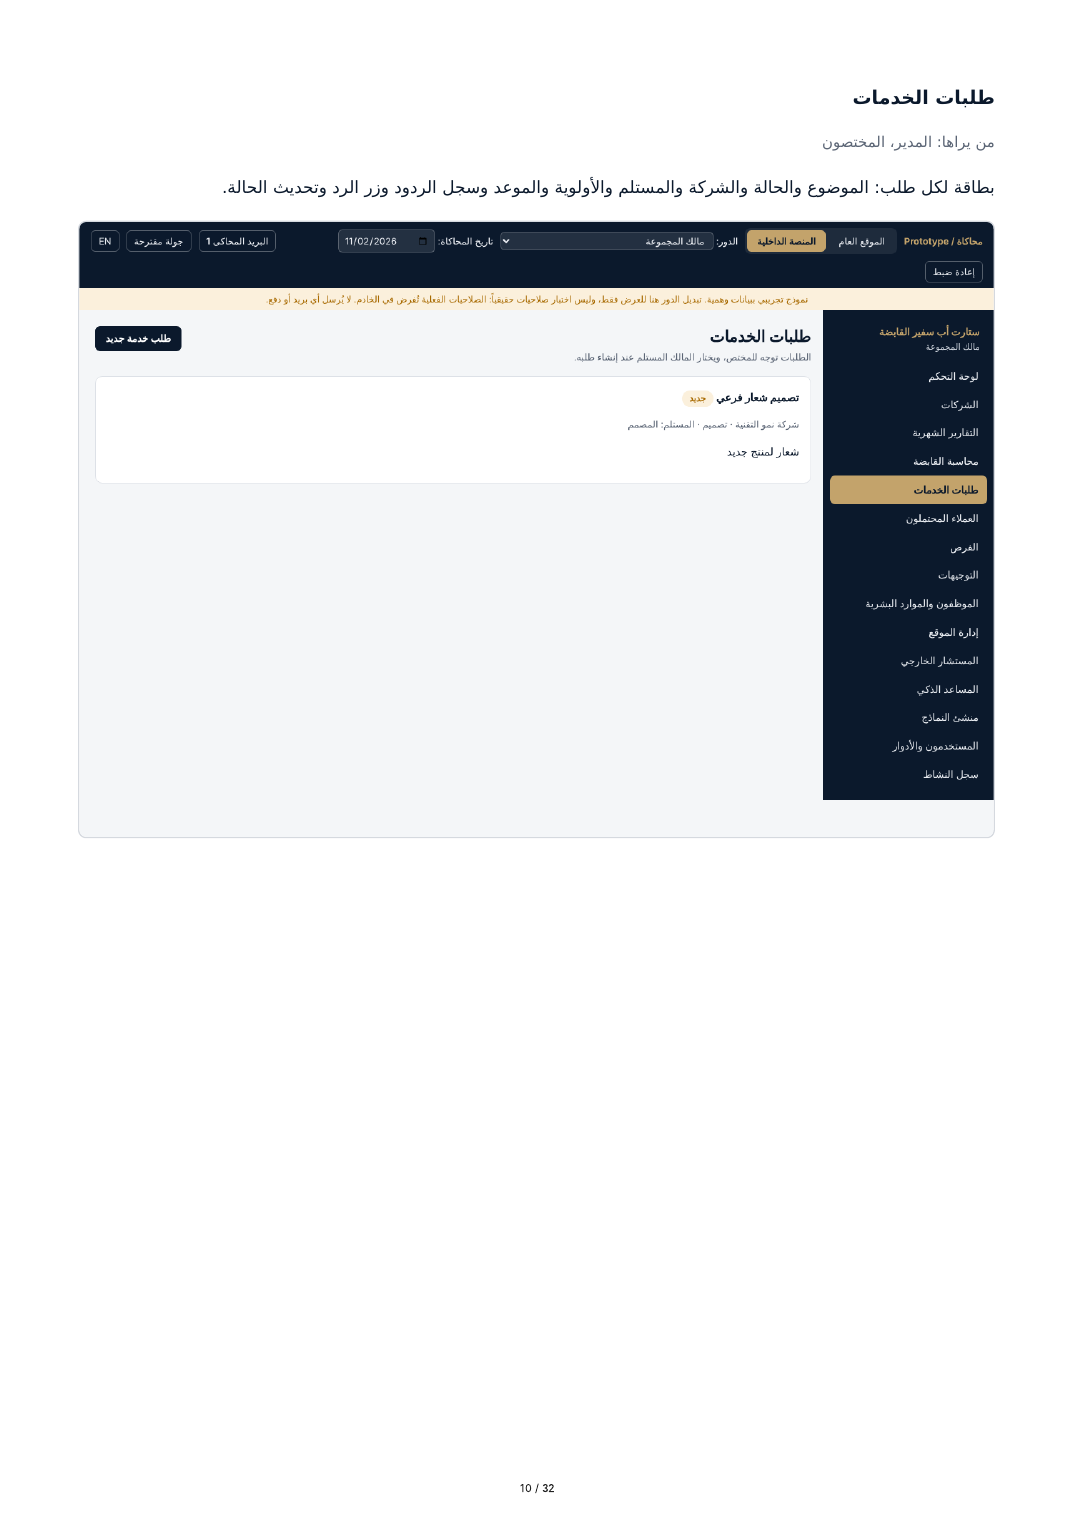 طلبات الخدمات
من يراها: المدير، المختصون
بطاقة لكل طلب: الموضوع والحالة والشركة والمستلم والأولوية والموعد وسجل الردود وزر الرد وتحديث الحالة.
محاكاة / Prototype
الموقع العام
المنصة الداخلية
الدور:
مالك المجموعة
تاريخ المحاكاة:
11/02/2026
البريد المحاكى 1
جولة مقترحة
EN
إعادة ضبط
نموذج تجريبي ببيانات وهمية. تبديل الدور هنا للعرض فقط، وليس اختبار صلاحيات حقيقياً؛ الصلاحيات الفعلية تُفرض في الخادم. لا يُرسل أي بريد أو دفع.
ستارت أب سفير القابضة
مالك المجموعة
لوحة التحكم
الشركات
التقارير الشهرية
محاسبة القابضة
طلبات الخدمات
العملاء المحتملون
الفرص
التوجيهات
الموظفون والموارد البشرية
إدارة الموقع
المستشار الخارجي
المساعد الذكي
منشئ النماذج
المستخدمون والأدوار
سجل النشاط
طلبات الخدمات
طلب خدمة جديد
الطلبات توجه للمختص، ويختار المالك المستلم عند إنشاء طلبه.
تصميم شعار فرعي جديد
شركة نمو التقنية · تصميم · المستلم: المصمم
شعار لمنتج جديد
10 / 32